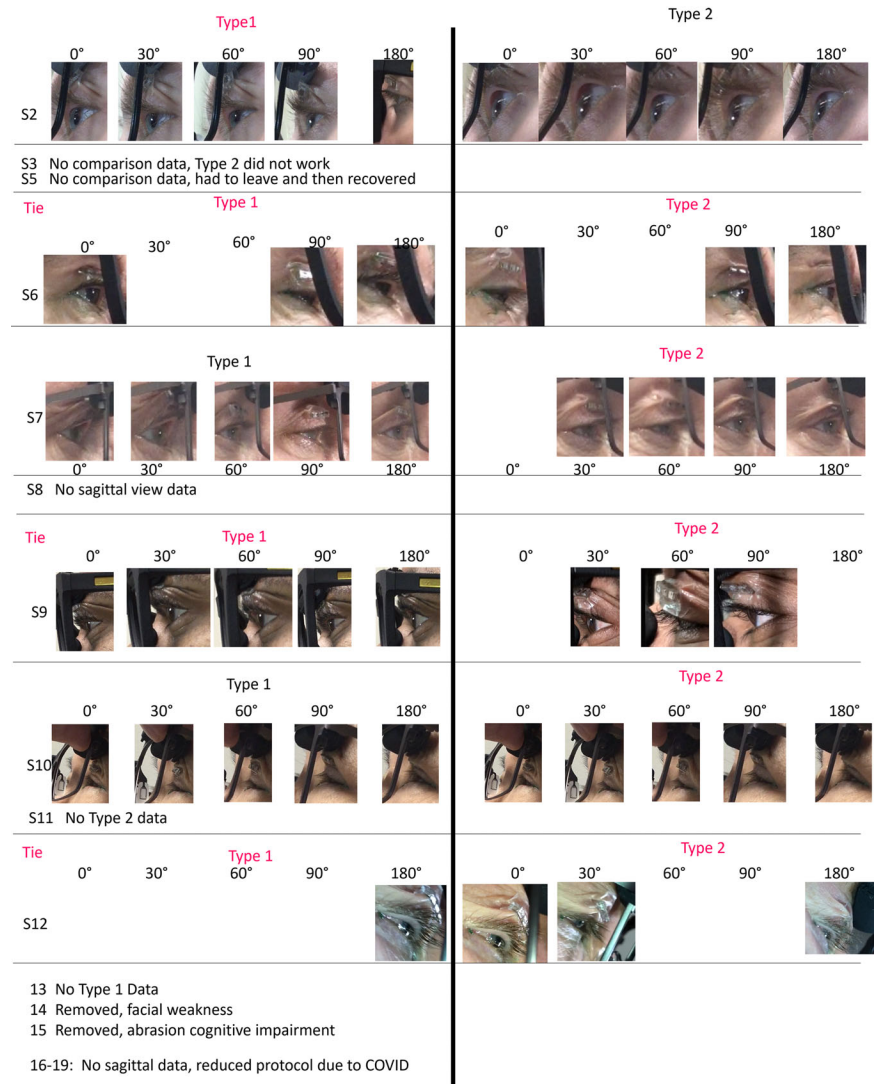 Type1 Type 2
0° 30° 60° 90° 180° 0° 30° 60° 90° 180°
S2
S3 No comparison data, Type 2 did not work
S5 No comparison data, had to leave and then recovered
Tie Type 1 Type 2
0° 30° 60° 90° 180° 0° 30° 60° 90° 180°
S6
Type 1 Type 2
S7
0° 30° 60° 90° 180° 0° 30° 60° 90° 180°
S8 No sagittal view data
Tie Type 1 Type 2
0° 30° 60° 90° 180° 0° 30° 60° 90° 180°
S9
Type 1 Type 2
0° 30° 60° 90° 180° 0° 30° 60° 90° 180°
S10
S11 No Type 2 data
Tie Type 1 Type 2
0° 30° 60° 90° 180° 0° 30° 60° 90° 180°
S12
13 No Type 1 Data
14 Removed, facial weakness
15 Removed, abrasion cognitive impairment
16-19: No sagittal data, reduced protocol due to COVID